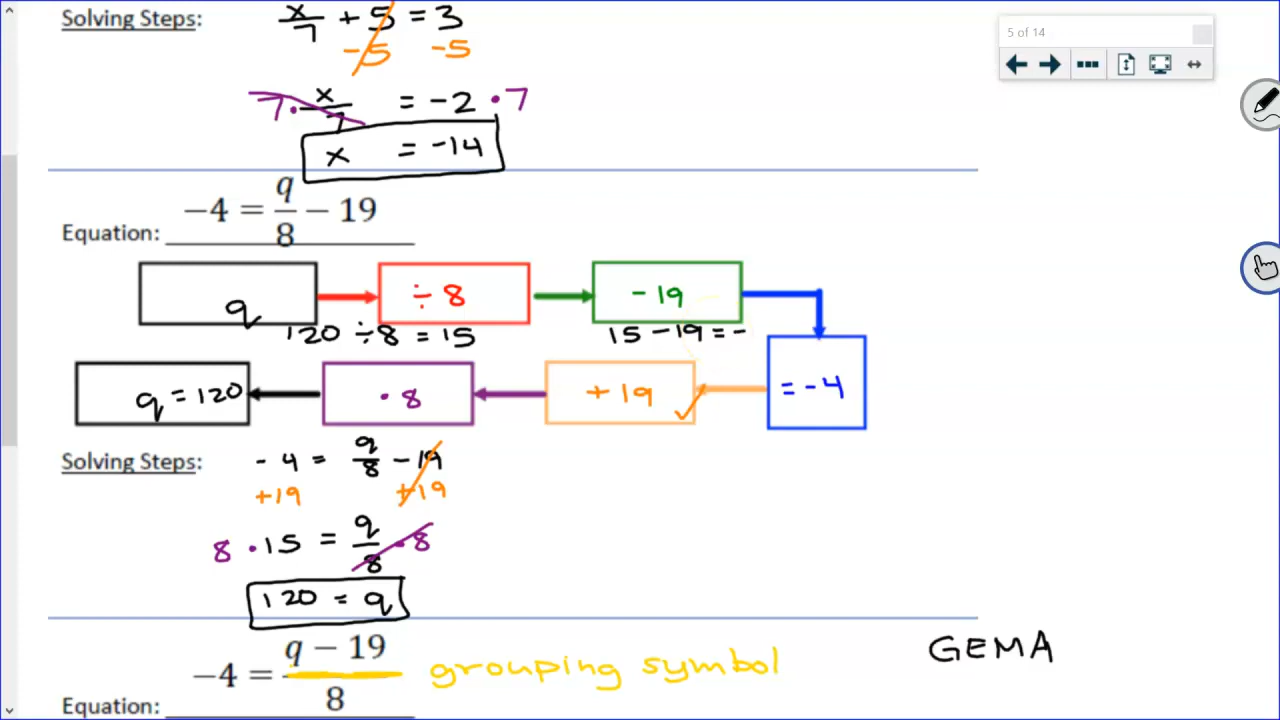 Solving Steps: x/7 + 5 = 3
-5 -5
5 of 14
7 · x/7 = -2 · 7
x = -14
Equation: -4 = q/8 - 19
q ÷ 8 - 19
120 ÷ 8 = 15 15 - 19 = -
q = 120 · 8 + 19 = -4
Solving Steps: -4 = q/8 - 19
+19 +19
8 · 15 = q/8 · 8
120 = q
GEMA
Equation: -4 = (q - 19)/8 grouping symbol